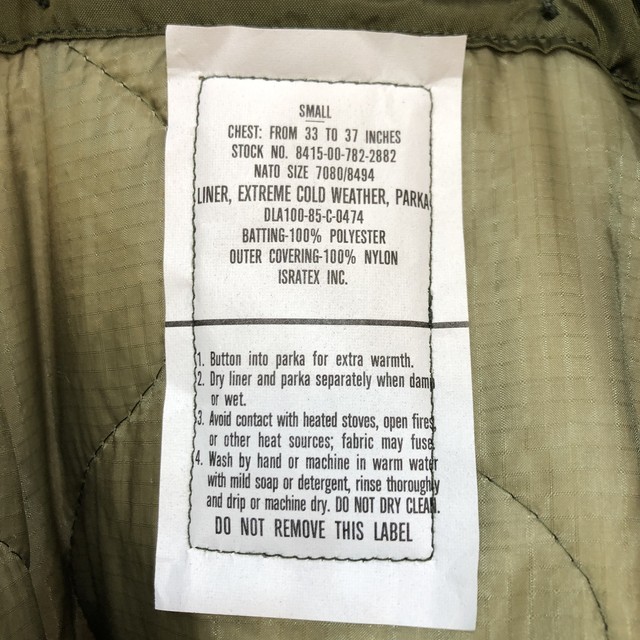 SMALL
CHEST: FROM 33 TO 37 INCHES
STOCK NO. 8415-00-782-2882
NATO SIZE 7080/8494
LINER, EXTREME COLD WEATHER, PARKA
DLA100-85-C-0474
BATTING-100% POLYESTER
OUTER COVERING-100% NYLON
ISRATEX INC.
1. Button into parka for extra warmth.
2. Dry liner and parka separately when damp
or wet.
3. Avoid contact with heated stoves, open fires,
or other heat sources; fabric may fuse.
4. Wash by hand or machine in warm water
with mild soap or detergent, rinse thoroughly
and drip or machine dry. DO NOT DRY CLEAN.
DO NOT REMOVE THIS LABEL